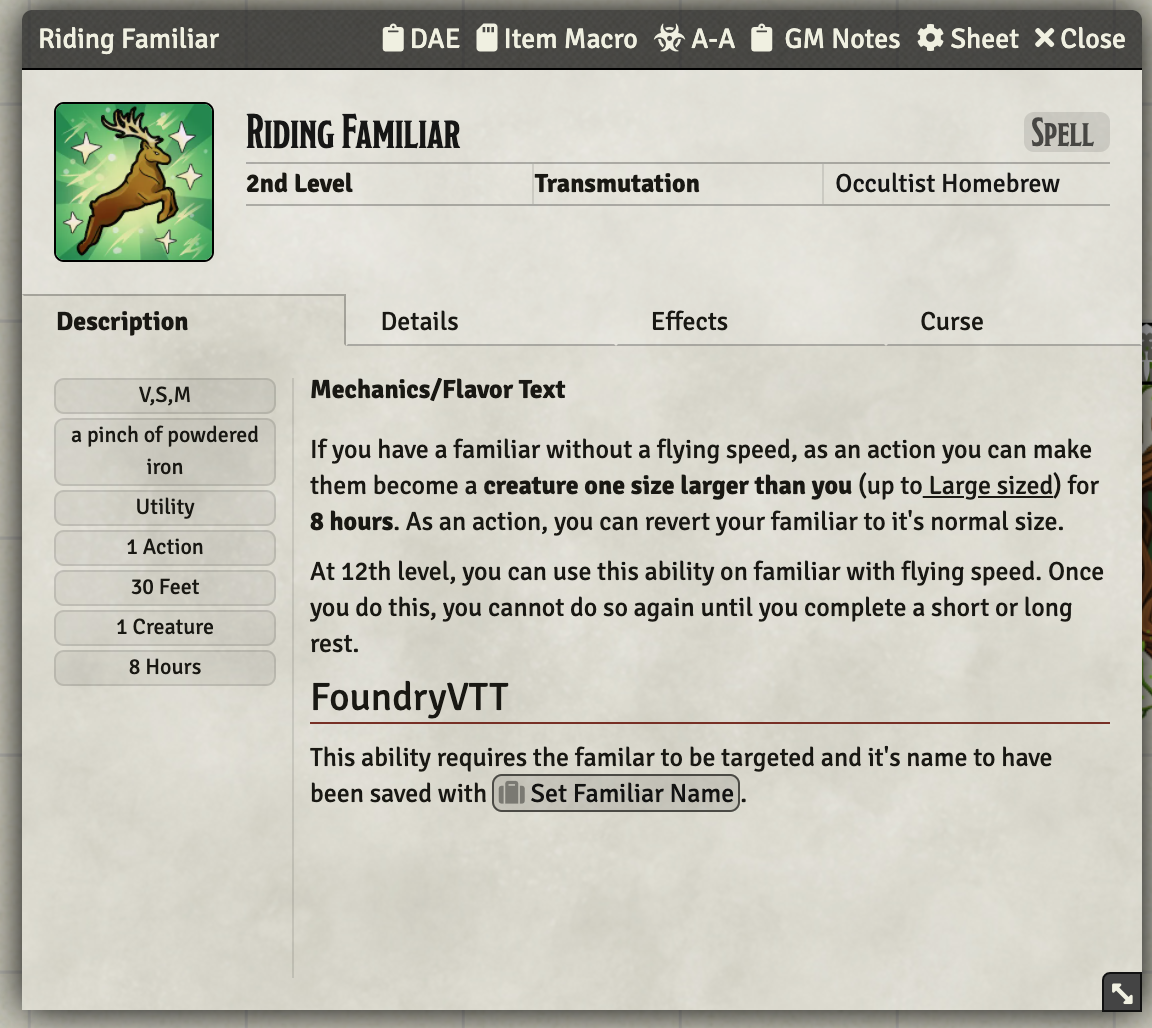 Riding Familiar DAE Item Macro A-A GM Notes Sheet Close
Riding Familiar
Spell
2nd Level Transmutation Occultist Homebrew
Description Details Effects Curse
V,S,M
a pinch of powdered
iron
Utility
1 Action
30 Feet
1 Creature
8 Hours
Mechanics/Flavor Text
If you have a familiar without a flying speed, as an action you can make
them become a creature one size larger than you (up to Large sized) for
8 hours. As an action, you can revert your familiar to it's normal size.
At 12th level, you can use this ability on familiar with flying speed. Once
you do this, you cannot do so again until you complete a short or long
rest.
FoundryVTT
This ability requires the familar to be targeted and it's name to have
been saved with Set Familiar Name.